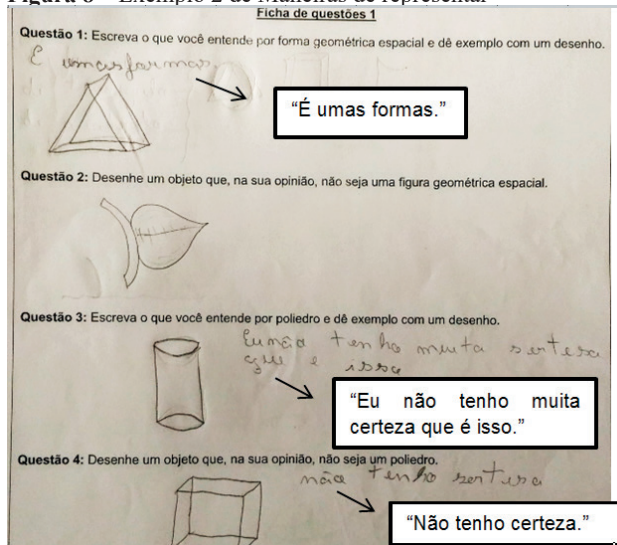 Figura 8 – Exemplo 2 de Maneiras de representar
Ficha de questões 1
Questão 1: Escreva o que você entende por forma geométrica espacial e dê exemplo com um desenho.
É umas formas
“É umas formas.”
Questão 2: Desenhe um objeto que, na sua opinião, não seja uma figura geométrica espacial.
Questão 3: Escreva o que você entende por poliedro e dê exemplo com um desenho.
Eu não tenho muita serteza
que e isso
“Eu não tenho muita
certeza que é isso.”
Questão 4: Desenhe um objeto que, na sua opinião, não seja um poliedro.
não tenho serteza
“Não tenho certeza.”